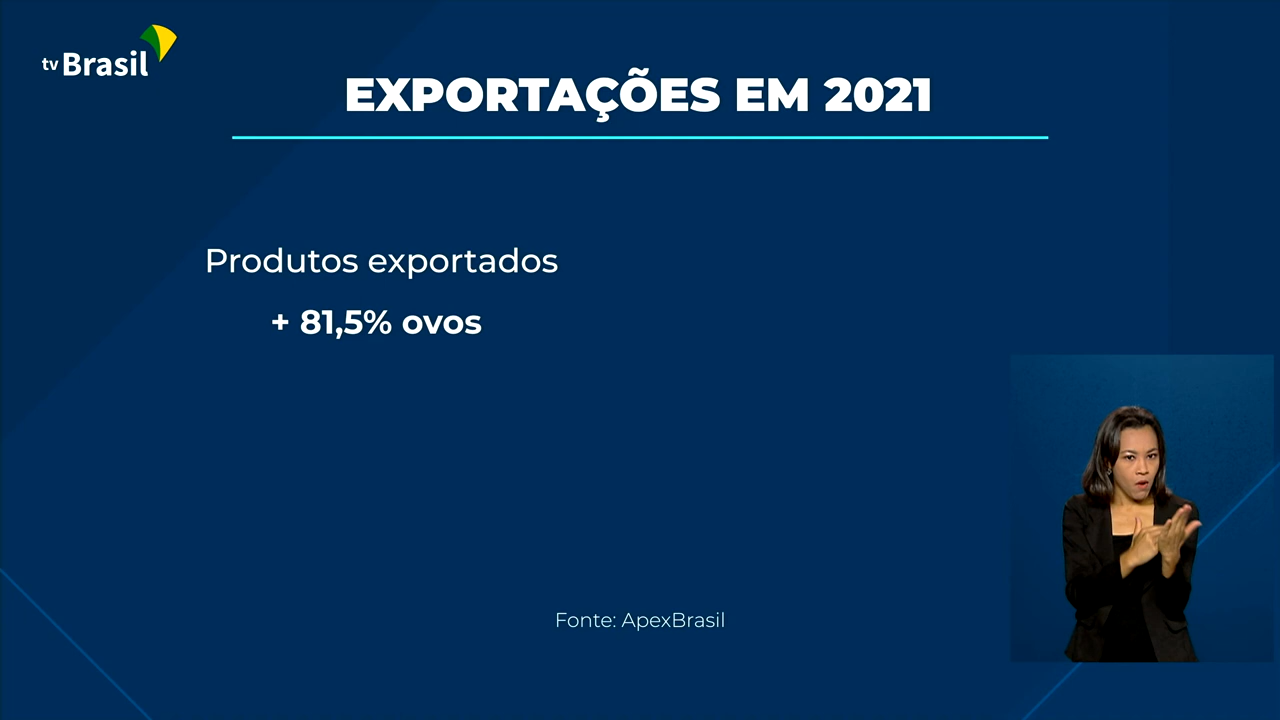 tv Brasil
EXPORTAÇÕES EM 2021
Produtos exportados
+ 81,5% ovos
Fonte: ApexBrasil